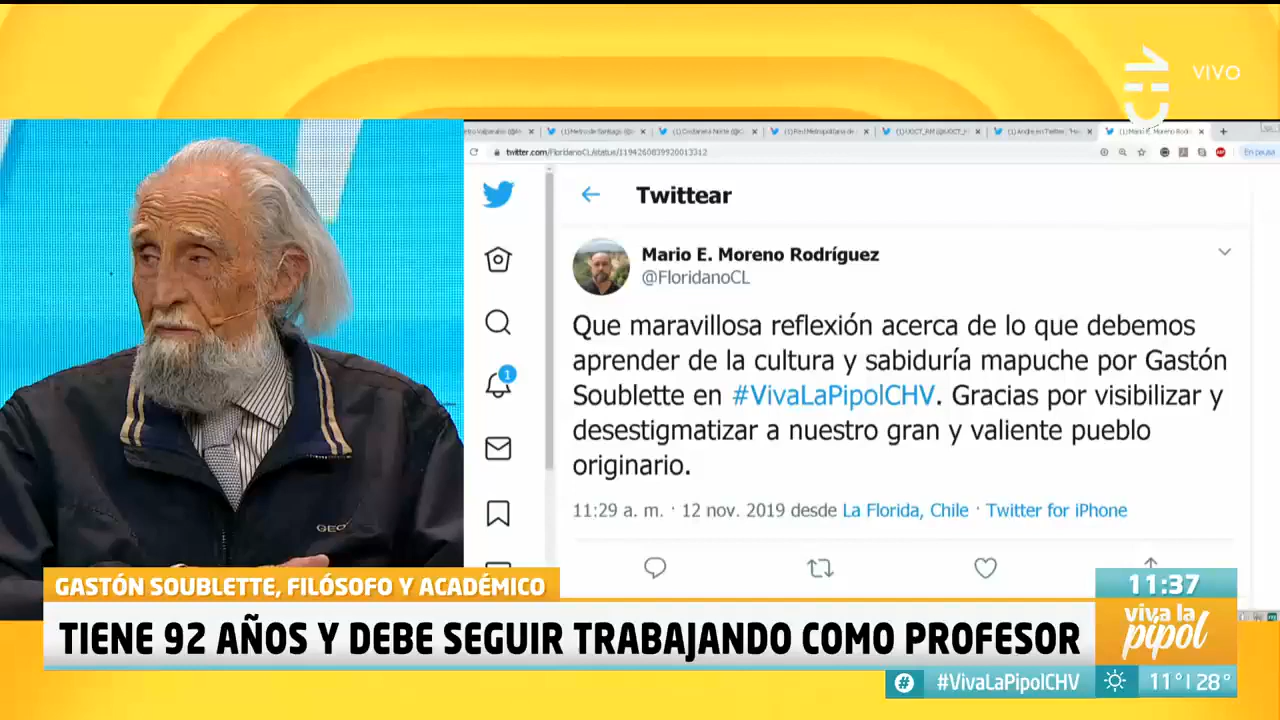 CHV
VIVO
twitter.com/FloridanoCL/status/1194260839920013312
En pausa
Twittear
Mario E. Moreno Rodríguez
@FloridanoCL
Que maravillosa reflexión acerca de lo que debemos
aprender de la cultura y sabiduría mapuche por Gastón
Soublette en #VivaLaPipolCHV. Gracias por visibilizar y
desestigmatizar a nuestro gran y valiente pueblo
originario.
1
11:29 a. m. · 12 nov. 2019 desde La Florida, Chile · Twitter for iPhone
GASTÓN SOUBLETTE, FILÓSOFO Y ACADÉMICO
TIENE 92 AÑOS Y DEBE SEGUIR TRABAJANDO COMO PROFESOR
11:37
viva la
pípol
# #VivaLaPipolCHV
11° | 28°